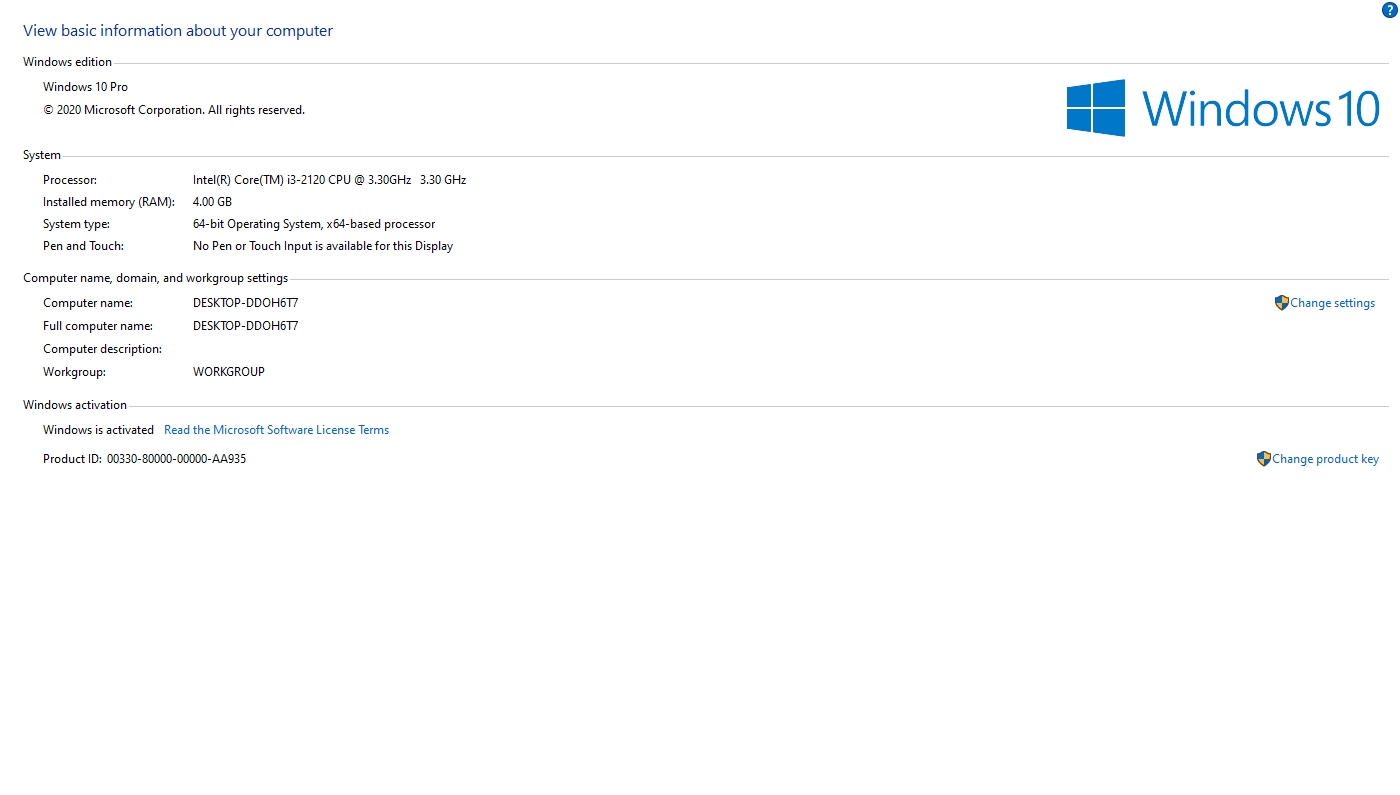 ?
View basic information about your computer
Windows edition
Windows 10 Pro
© 2020 Microsoft Corporation. All rights reserved.
Windows 10
System
Processor: Intel(R) Core(TM) i3-2120 CPU @ 3.30GHz 3.30 GHz
Installed memory (RAM): 4.00 GB
System type: 64-bit Operating System, x64-based processor
Pen and Touch: No Pen or Touch Input is available for this Display
Computer name, domain, and workgroup settings
Computer name: DESKTOP-DDOH6T7 Change settings
Full computer name: DESKTOP-DDOH6T7
Computer description:
Workgroup: WORKGROUP
Windows activation
Windows is activated Read the Microsoft Software License Terms
Product ID: 00330-80000-00000-AA935 Change product key